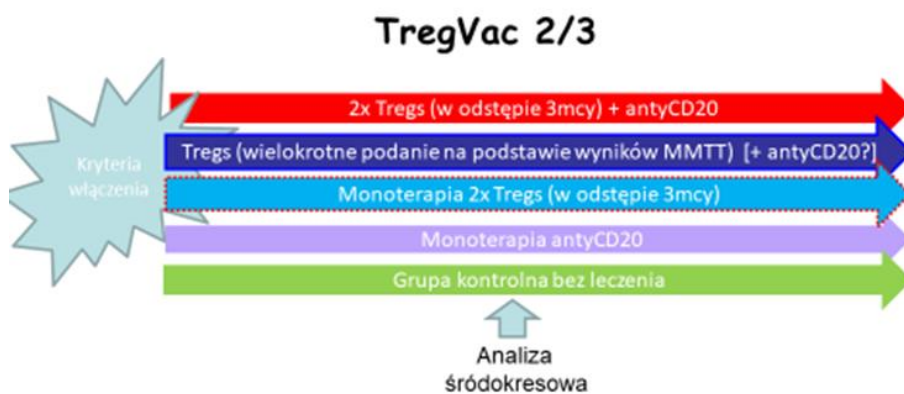 TregVac 2/3
2x Tregs (w odstępie 3mcy) + antyCD20
Kryteria
włączenia
Tregs (wielokrotne podanie na podstawie wyników MMTT) [+ antyCD20?]
Monoterapia 2x Tregs (w odstępie 3mcy)
Monoterapia antyCD20
Grupa kontrolna bez leczenia
Analiza
śródokresowa